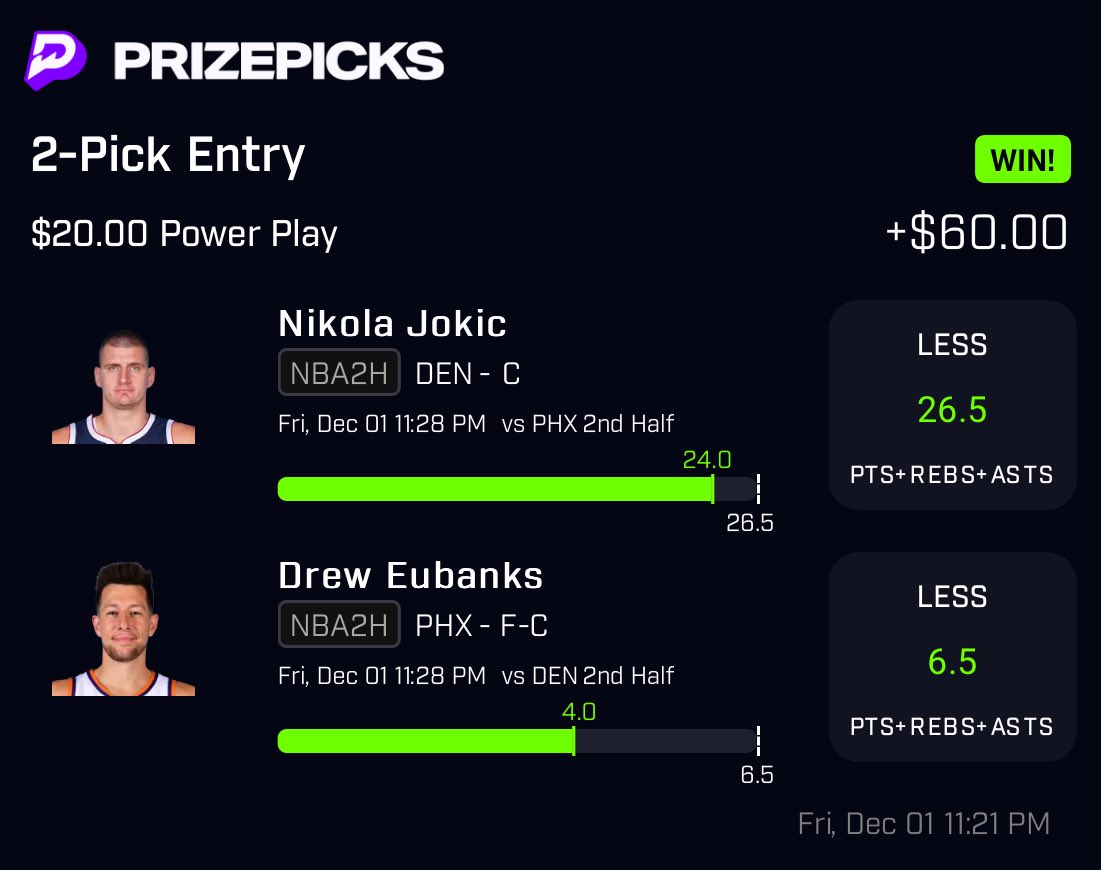 PRIZEPICKS
2-Pick Entry
WIN!
$20.00 Power Play
+$60.00
Nikola Jokic
NBA2H DEN - C
Fri, Dec 01 11:28 PM vs PHX 2nd Half
24.0
26.5
LESS
26.5
PTS+REBS+ASTS
Drew Eubanks
NBA2H PHX - F-C
Fri, Dec 01 11:28 PM vs DEN 2nd Half
4.0
6.5
LESS
6.5
PTS+REBS+ASTS
Fri, Dec 01 11:21 PM